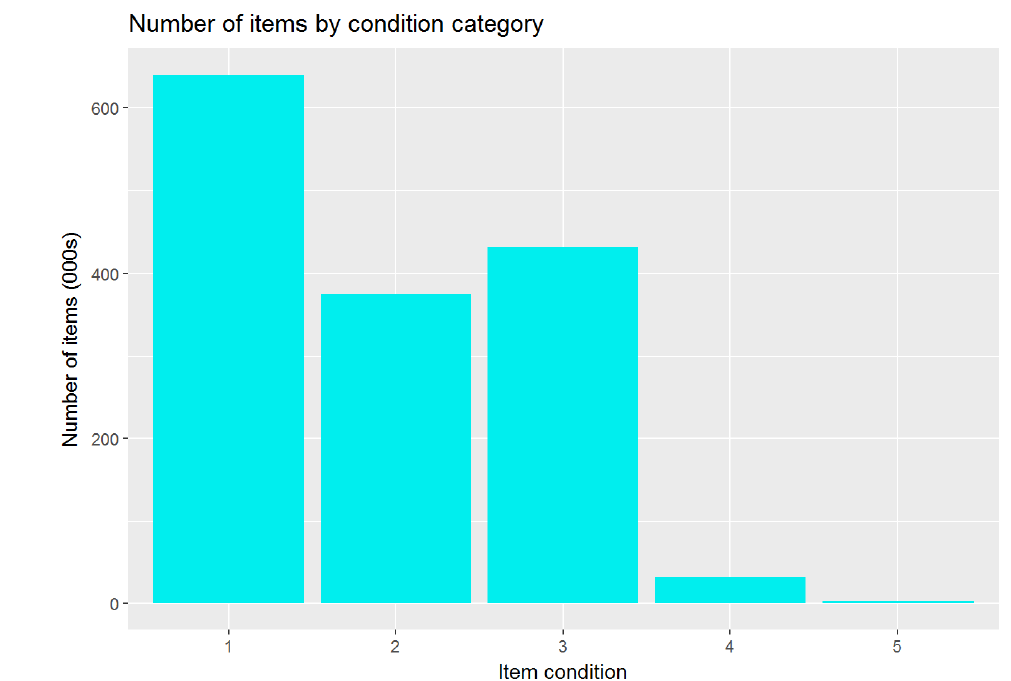 Number of items by condition category
Number of items (000s)
600
400
200
0
1 2 3 4 5
Item condition